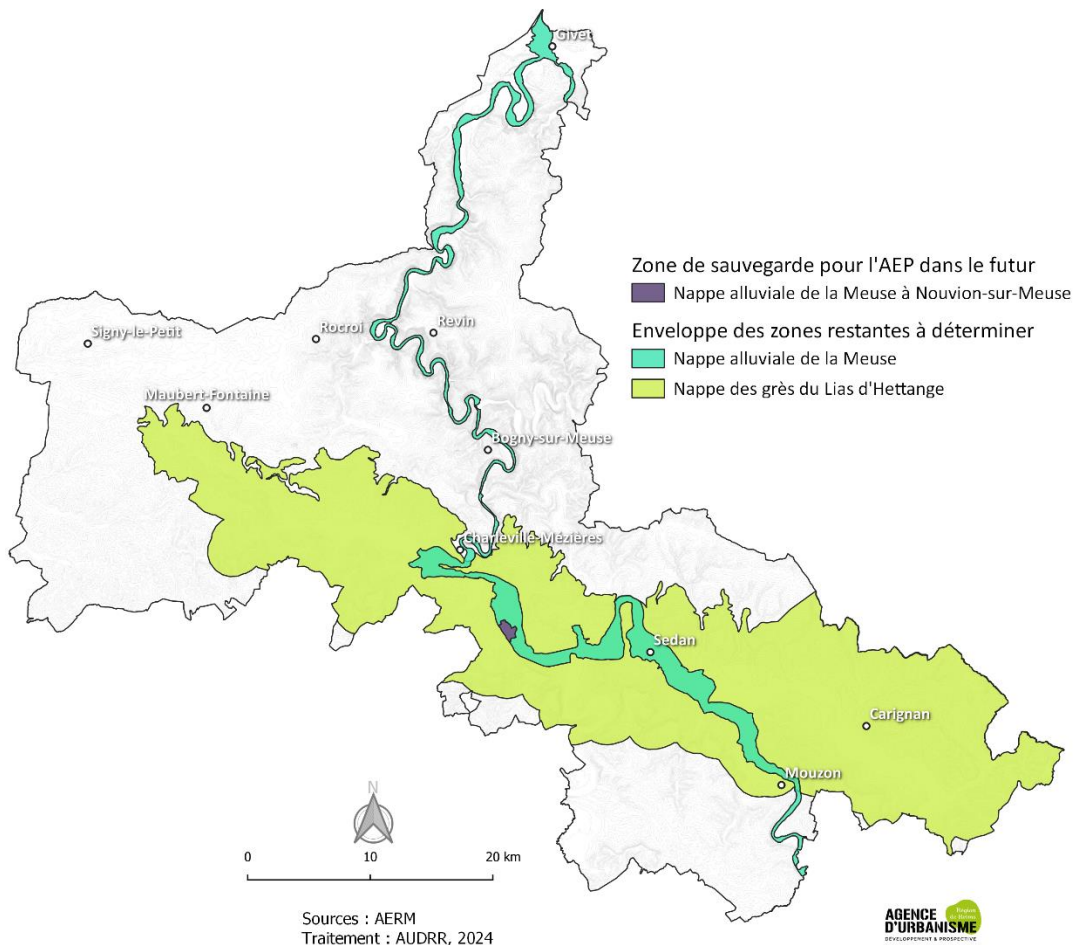 Givet
Zone de sauvegarde pour l'AEP dans le futur
Nappe alluviale de la Meuse à Nouvion-sur-Meuse
Enveloppe des zones restantes à déterminer
Nappe alluviale de la Meuse
Nappe des grès du Lias d'Hettange
Signy-le-Petit
Rocroi
Revin
Maubert-Fontaine
Bogny-sur-Meuse
Charleville-Mézières
Sedan
Carignan
Mouzon
N
0 10 20 km
Sources : AERM
Traitement : AUDRR, 2024
AGENCE
D'URBANISME
Région
de Reims
DÉVELOPPEMENT & PROSPECTIVE